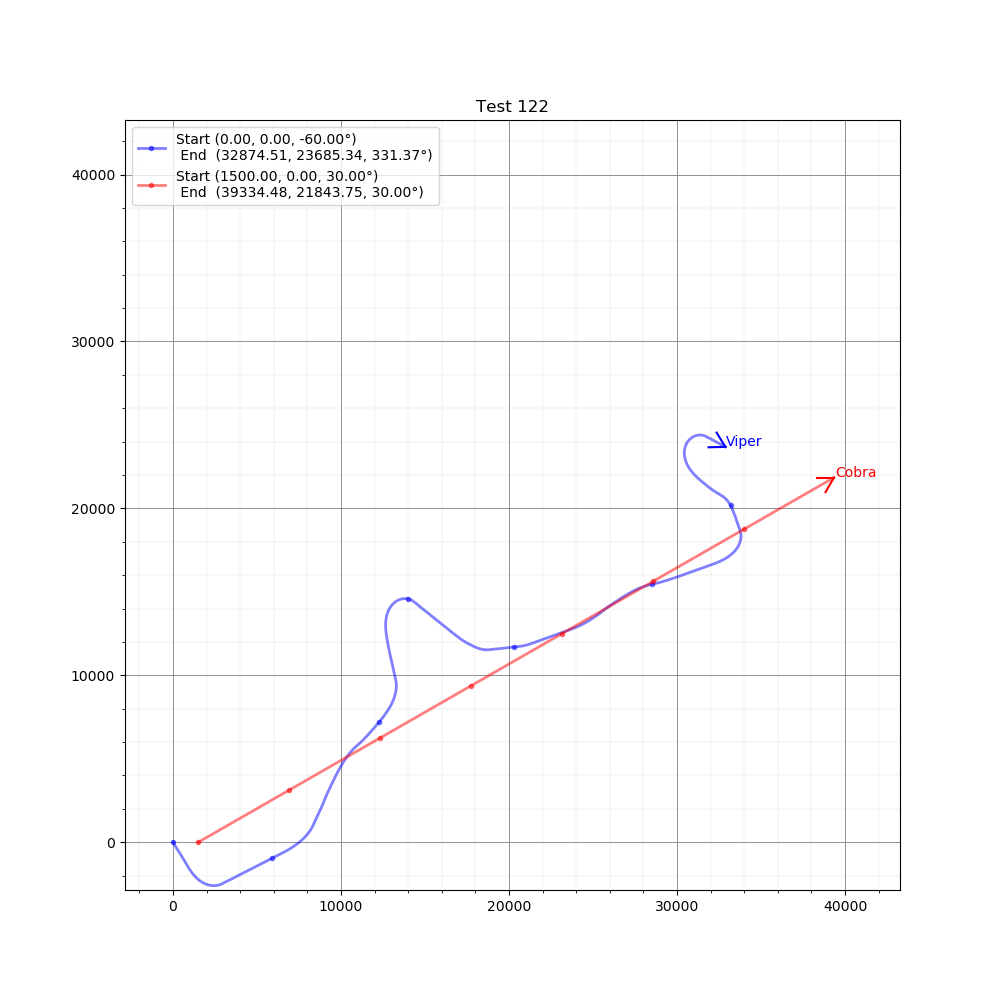 Test 122
Start (0.00, 0.00, -60.00°)
End (32874.51, 23685.34, 331.37°)
Start (1500.00, 0.00, 30.00°)
End (39334.48, 21843.75, 30.00°)
40000
30000
20000
10000
0
Viper
Cobra
0 10000 20000 30000 40000